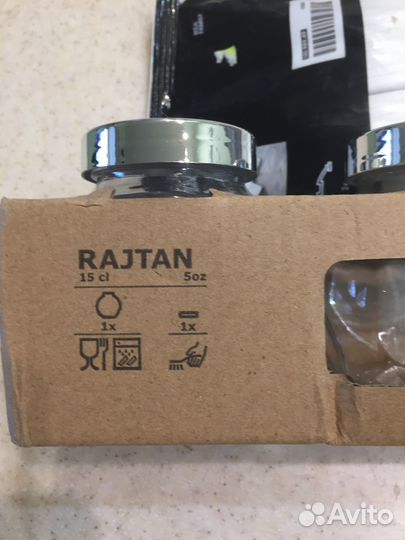 RAJTAN
15 cl 5oz
1x 1x
Avito